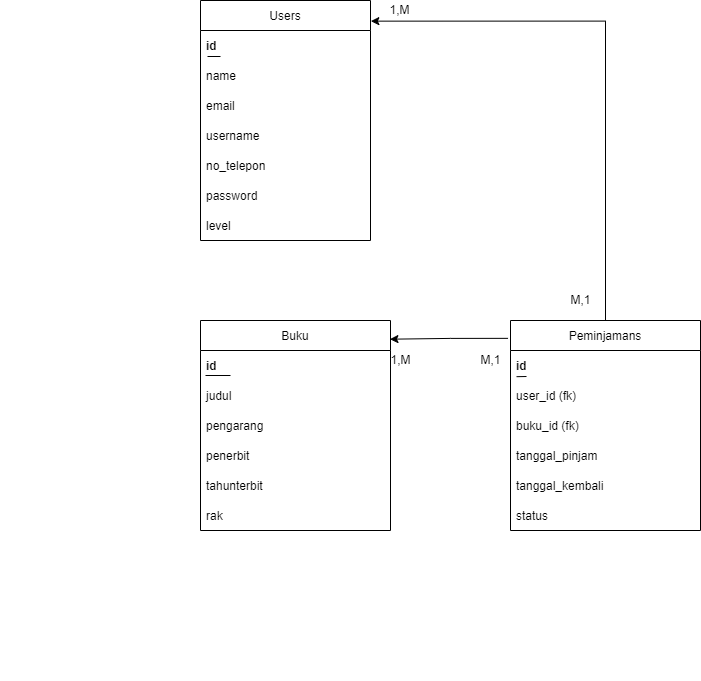 Users
1,M
id
name
email
username
no_telepon
password
level
M,1
Buku
1,M
id
judul
pengarang
penerbit
tahunterbit
rak
M,1
Peminjamans
id
user_id (fk)
buku_id (fk)
tanggal_pinjam
tanggal_kembali
status